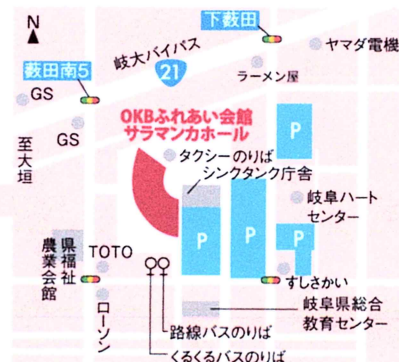 N
下薮田
岐大バイパス
21
ヤマダ電機
薮田南5
ラーメン屋
GS
GS
OKBふれあい会館
サラマンカホール
P
至大垣
タクシーのりば
シンクタンク庁舎
岐阜ハート
センター
県福祉
農業会館
TOTO
P
P
P
すしさかい
ローソン
岐阜県総合
教育センター
路線バスのりば
くるくるバスのりば